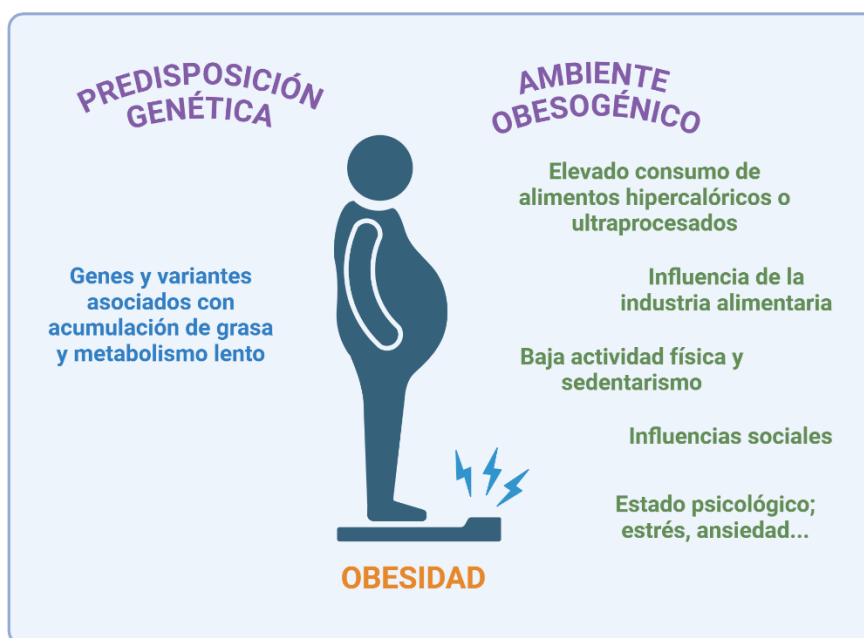 PREDISPOSICIÓN
GENÉTICA
Genes y variantes
asociados con
acumulación de grasa
y metabolismo lento
AMBIENTE
OBESOGÉNICO
Elevado consumo de
alimentos hipercalóricos o
ultraprocesados
Influencia de la
industria alimentaria
Baja actividad física y
sedentarismo
Influencias sociales
Estado psicológico;
estrés, ansiedad...
OBESIDAD